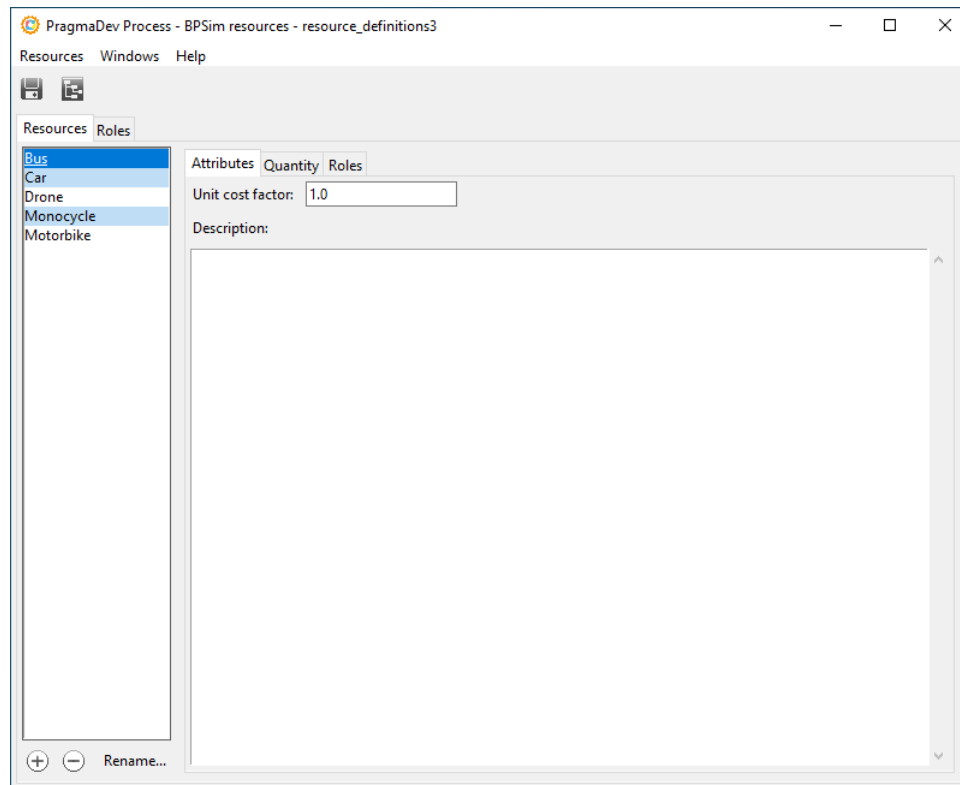 PragmaDev Process - BPSim resources - resource_definitions3
Resources Windows Help
Resources Roles
Bus
Car
Drone
Monocycle
Motorbike
Attributes Quantity Roles
Unit cost factor: 1.0
Description:
Rename...